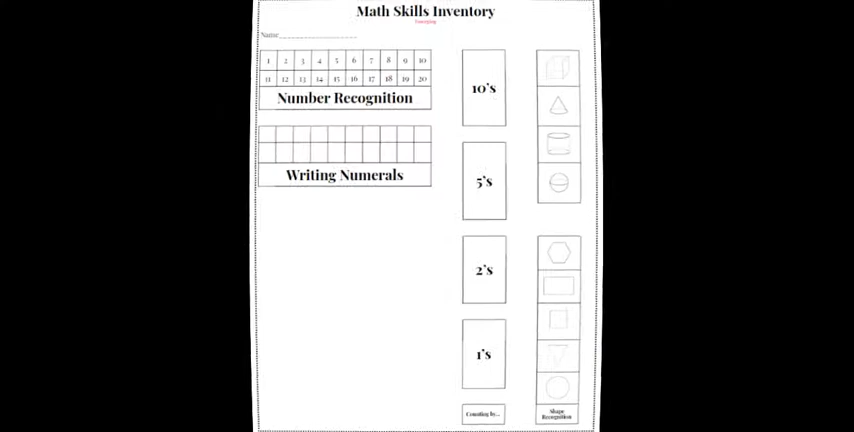 Math Skills Inventory
Name
1 2 3 4 5 6 7 8 9 10
11 12 13 14 15 16 17 18 19 20
Number Recognition
Writing Numerals
10's
5's
2's
1's
Counting by...
Shape
Recognition